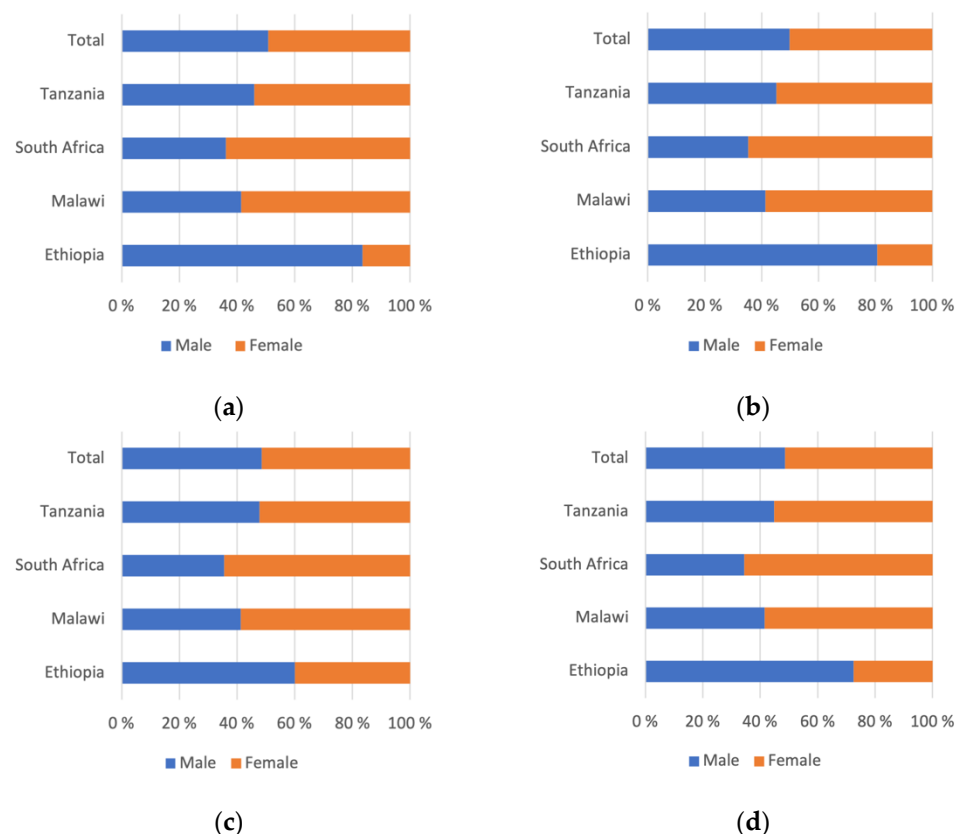 Total
Tanzania
South Africa
Malawi
Ethiopia
0 % 20 % 40 % 60 % 80 % 100 %
Male Female
(a)
Total
Tanzania
South Africa
Malawi
Ethiopia
0 % 20 % 40 % 60 % 80 % 100 %
Male Female
(b)
Total
Tanzania
South Africa
Malawi
Ethiopia
0 % 20 % 40 % 60 % 80 % 100 %
Male Female
(c)
Total
Tanzania
South Africa
Malawi
Ethiopia
0 % 20 % 40 % 60 % 80 % 100 %
Male Female
(d)